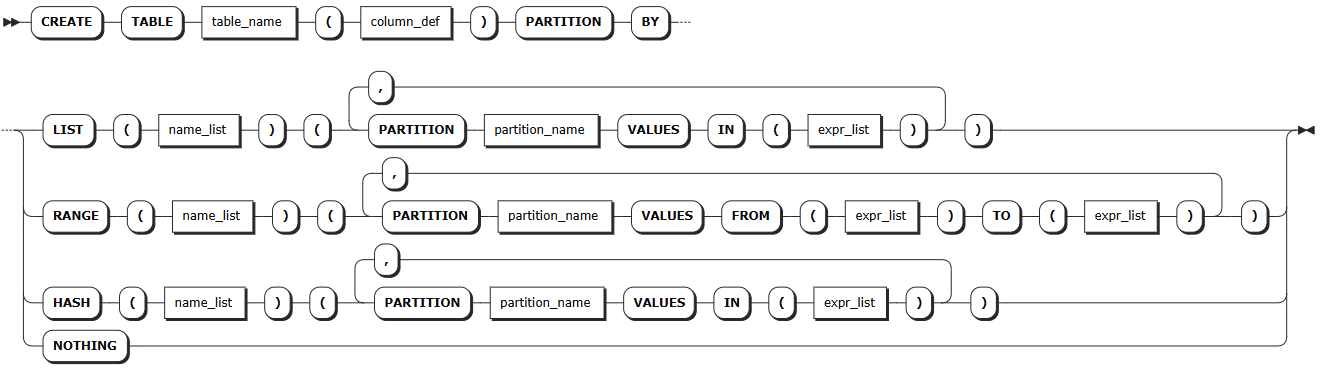 CREATE TABLE table_name ( column_def ) PARTITION BY
,
LIST ( name_list ) ( PARTITION partition_name VALUES IN ( expr_list ) )
,
RANGE ( name_list ) ( PARTITION partition_name VALUES FROM ( expr_list ) TO ( expr_list ) )
,
HASH ( name_list ) ( PARTITION partition_name VALUES IN ( expr_list ) )
NOTHING